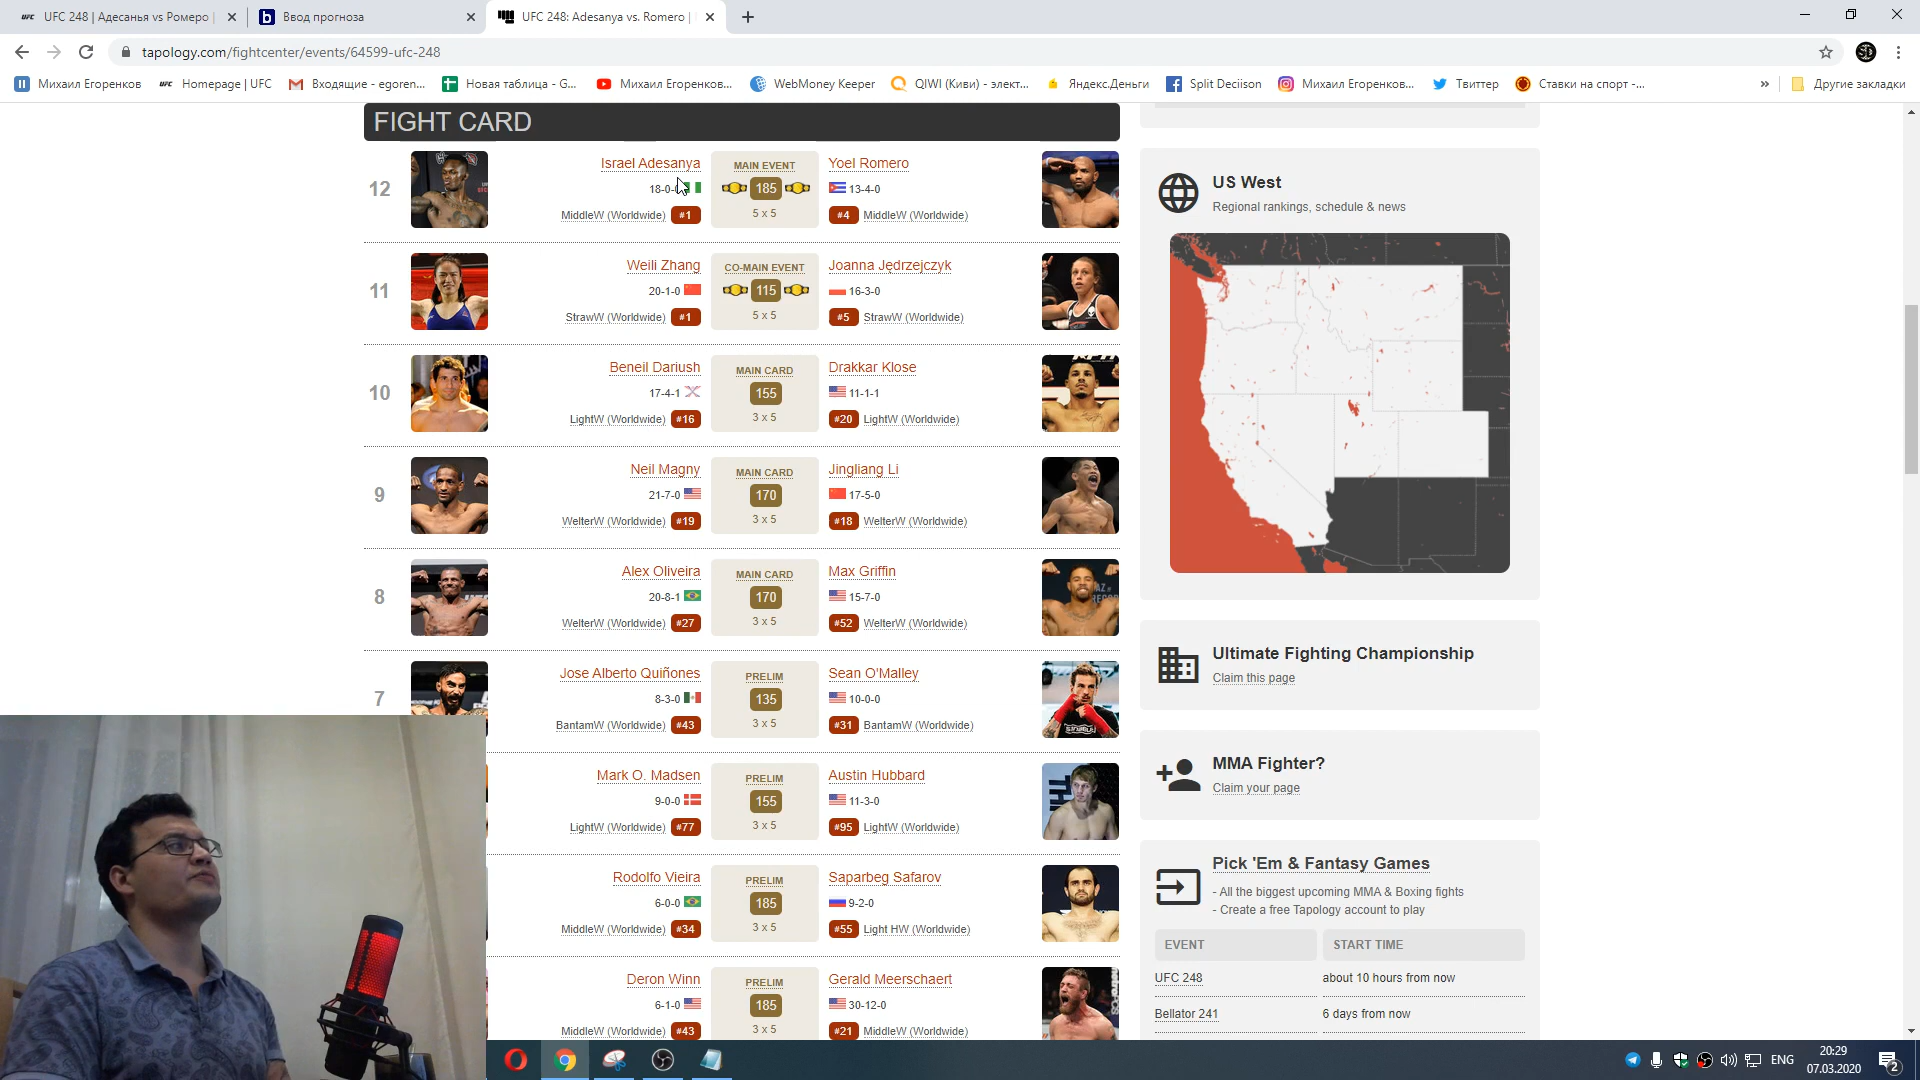 UFC 248 | Адесанья vs Ромеро |
Ввод прогноза
UFC 248: Adesanya vs. Romero |
tapology.com/fightcenter/events/64599-ufc-248
Михаил Егоренков
Homepage | UFC
Входящие - egoren...
Новая таблица - G...
Михаил Егоренков...
WebMoney Keeper
QIWI (Киви) - элект...
Яндекс.Деньги
Split Deciison
Михаил Егоренков...
Твиттер
Ставки на спорт -...
»
Другие закладки
FIGHT CARD
12
Israel Adesanya
MAIN EVENT
Yoel Romero
18-0-
185
13-4-0
MiddleW (Worldwide) #1
5 x 5
#4 MiddleW (Worldwide)
11
Weili Zhang
CO-MAIN EVENT
Joanna Jędrzejczyk
20-1-0
115
16-3-0
StrawW (Worldwide) #1
5 x 5
#5 StrawW (Worldwide)
10
Beneil Dariush
MAIN CARD
Drakkar Klose
17-4-1
155
11-1-1
LightW (Worldwide) #16
3 x 5
#20 LightW (Worldwide)
9
Neil Magny
MAIN CARD
Jingliang Li
21-7-0
170
17-5-0
WelterW (Worldwide) #19
3 x 5
#18 WelterW (Worldwide)
8
Alex Oliveira
MAIN CARD
Max Griffin
20-8-1
170
15-7-0
WelterW (Worldwide) #27
3 x 5
#52 WelterW (Worldwide)
7
Jose Alberto Quiñones
PRELIM
Sean O'Malley
8-3-0
135
10-0-0
BantamW (Worldwide) #43
3 x 5
#31 BantamW (Worldwide)
Mark O. Madsen
PRELIM
Austin Hubbard
9-0-0
155
11-3-0
LightW (Worldwide) #77
3 x 5
#95 LightW (Worldwide)
Rodolfo Vieira
PRELIM
Saparbeg Safarov
6-0-0
185
9-2-0
MiddleW (Worldwide) #34
3 x 5
#55 Light HW (Worldwide)
Deron Winn
PRELIM
Gerald Meerschaert
6-1-0
185
30-12-0
MiddleW (Worldwide) #43
3 x 5
#21 MiddleW (Worldwide)
US West
Regional rankings, schedule & news
Ultimate Fighting Championship
Claim this page
MMA Fighter?
Claim your page
Pick 'Em & Fantasy Games
- All the biggest upcoming MMA & Boxing fights
- Create a free Tapology account to play
EVENT START TIME
UFC 248 about 10 hours from now
Bellator 241 6 days from now
ENG
20:29
07.03.2020
2